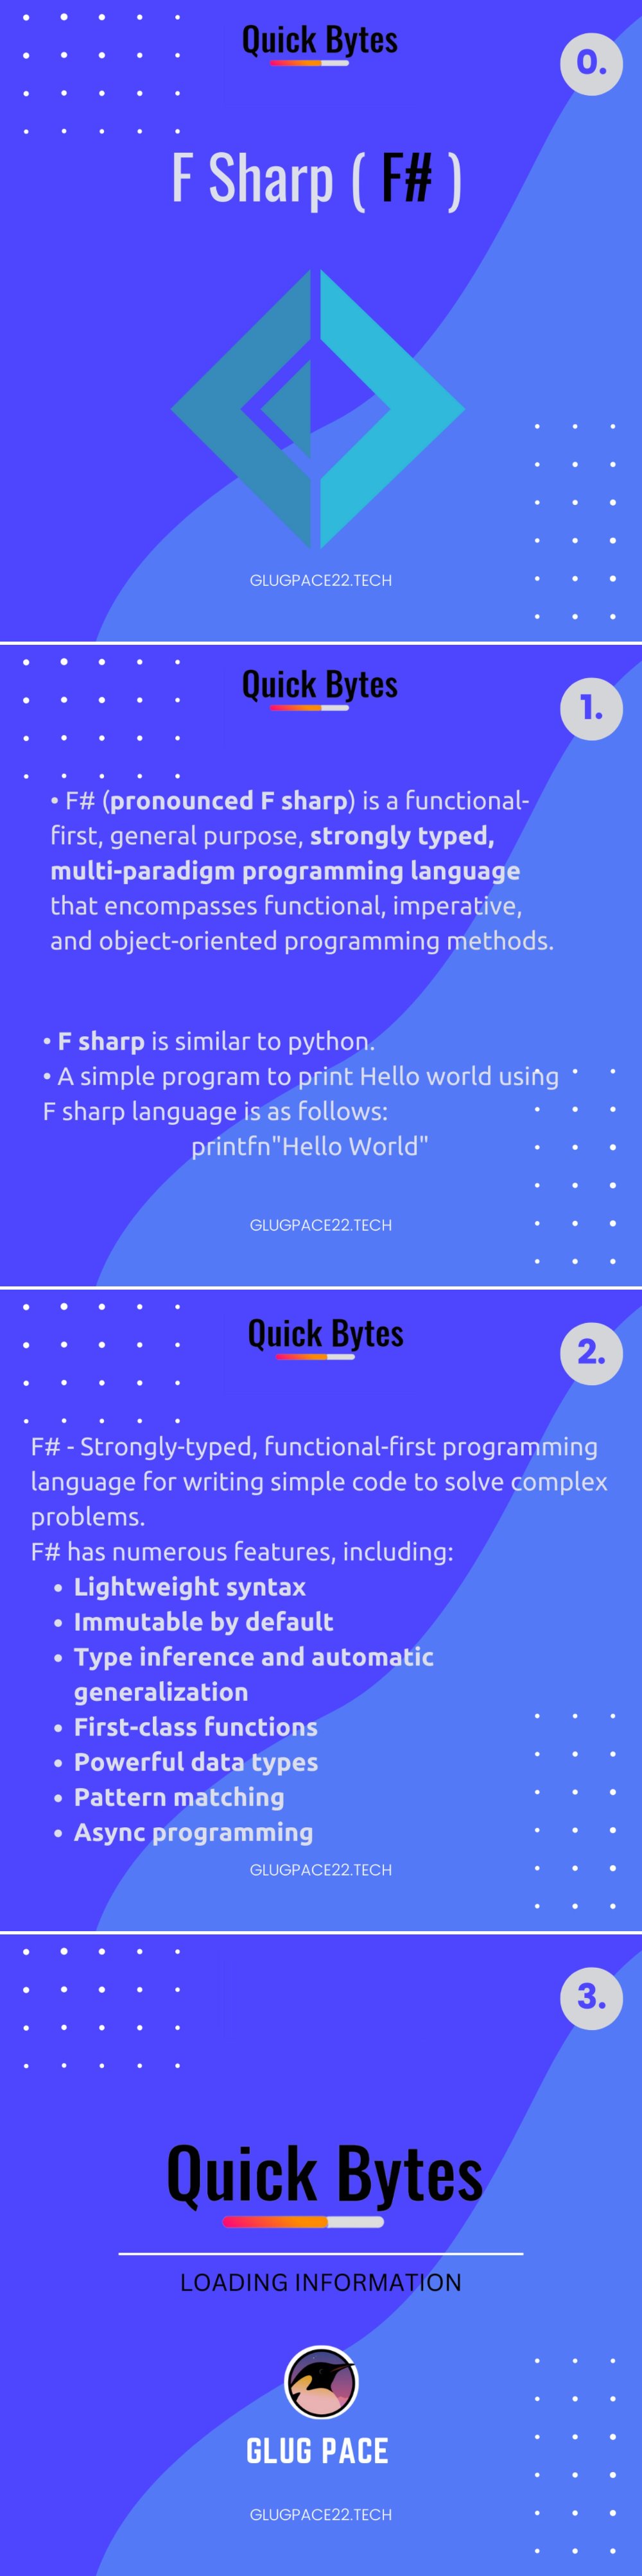 Quick Bytes
0.
F Sharp ( F# )
GLUGPACE22.TECH
Quick Bytes
1.
• F# (pronounced F sharp) is a functional-
first, general purpose, strongly typed,
multi-paradigm programming language
that encompasses functional, imperative,
and object-oriented programming methods.
• F sharp is similar to python.
• A simple program to print Hello world using
F sharp language is as follows:
printfn"Hello World"
GLUGPACE22.TECH
Quick Bytes
2.
F# - Strongly-typed, functional-first programming
language for writing simple code to solve complex
problems.
F# has numerous features, including:
• Lightweight syntax
• Immutable by default
• Type inference and automatic
generalization
• First-class functions
• Powerful data types
• Pattern matching
• Async programming
GLUGPACE22.TECH
3.
Quick Bytes
LOADING INFORMATION
GLUG PACE
GLUGPACE22.TECH